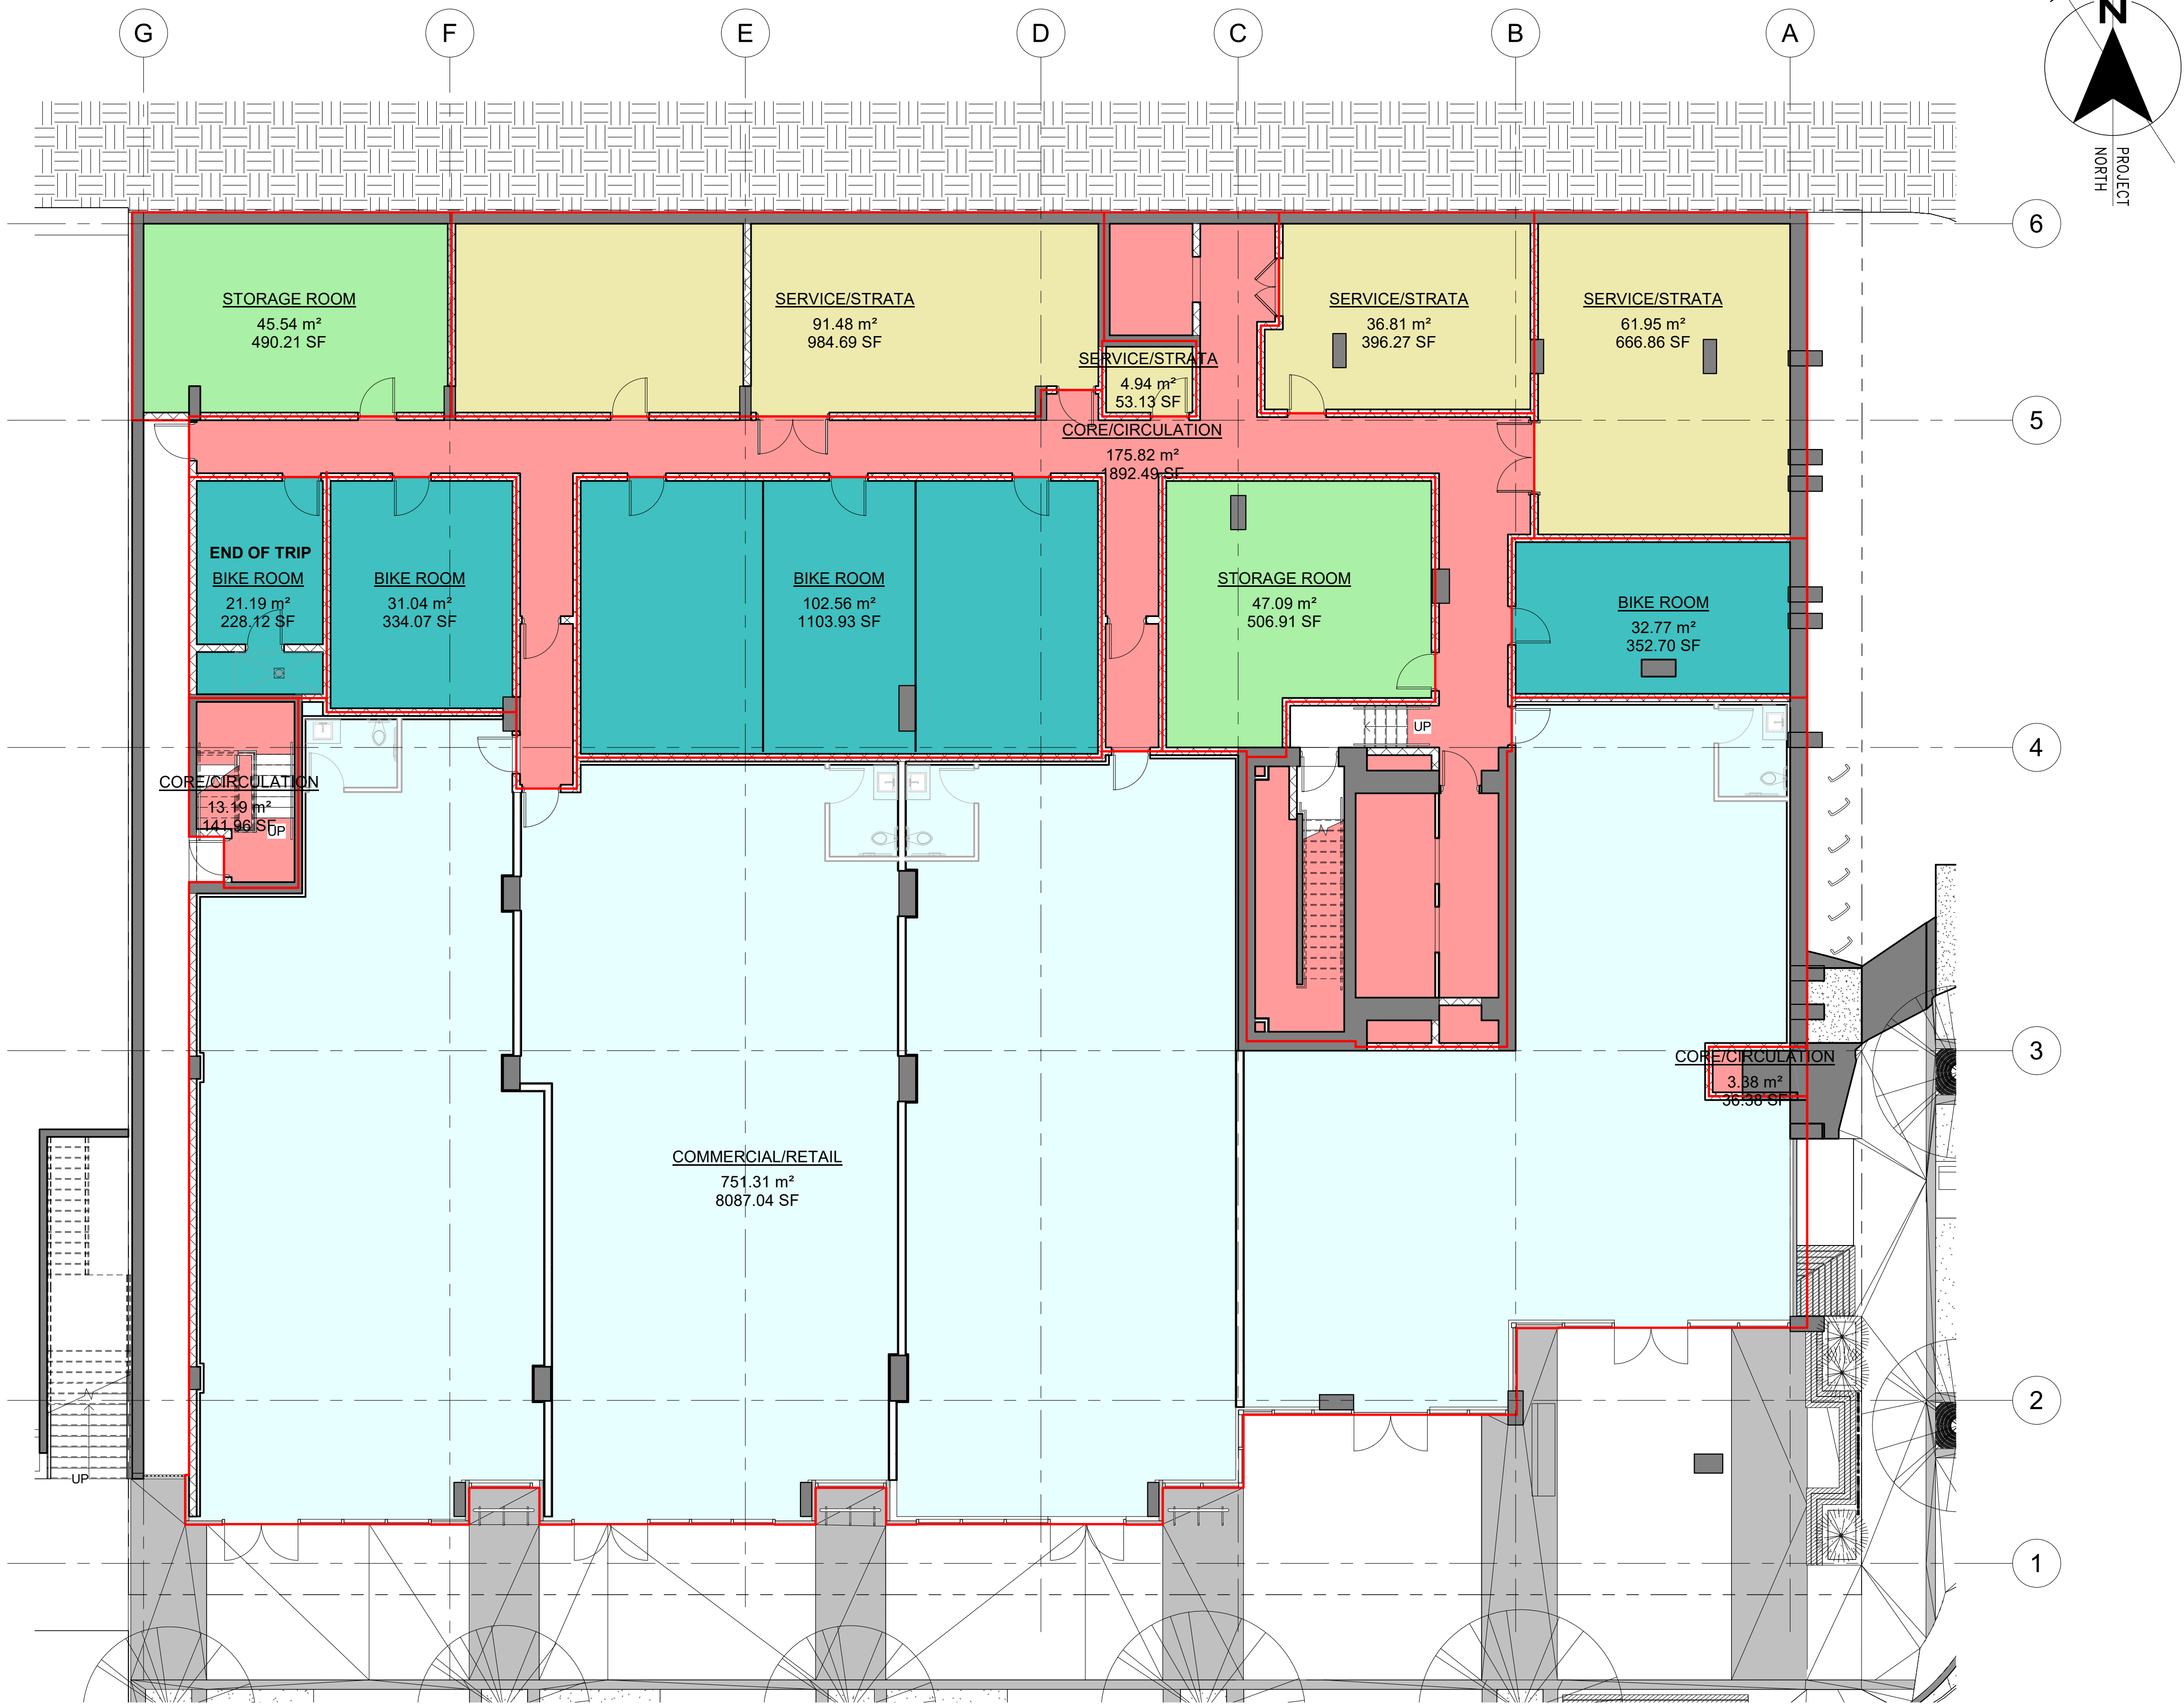 G
F
E
D
C
B
A
N
PROJECT
NORTH
6
5
4
3
2
1
STORAGE ROOM
45.54 m²
490.21 SF
SERVICE/STRATA
91.48 m²
984.69 SF
SERVICE/STRATA
4.94 m²
53.13 SF
SERVICE/STRATA
36.81 m²
396.27 SF
SERVICE/STRATA
61.95 m²
666.86 SF
CORE/CIRCULATION
175.82 m²
1892.49 SF
END OF TRIP
BIKE ROOM
21.19 m²
228.12 SF
BIKE ROOM
31.04 m²
334.07 SF
BIKE ROOM
102.56 m²
1103.93 SF
STORAGE ROOM
47.09 m²
506.91 SF
BIKE ROOM
32.77 m²
352.70 SF
UP
CORE/CIRCULATION
13.19 m²
141.96 SF
UP
CORE/CIRCULATION
3.38 m²
36.38 SF
COMMERCIAL/RETAIL
751.31 m²
8087.04 SF
UP